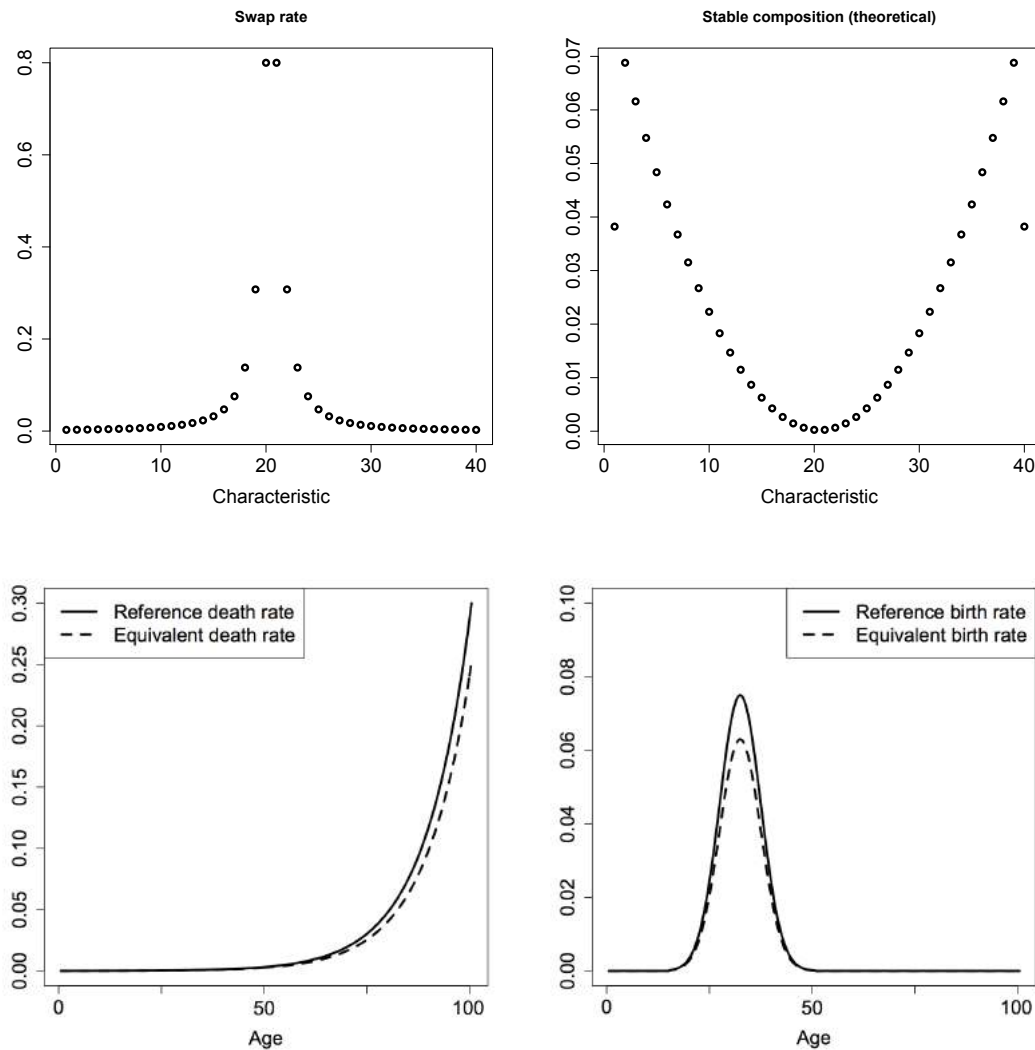 Swap rate
0.8
0.6
0.4
0.2
0.0
0 10 20 30 40
Characteristic
Stable composition (theoretical)
0.07
0.06
0.05
0.04
0.03
0.02
0.01
0.00
0 10 20 30 40
Characteristic
Reference death rate
Equivalent death rate
0.30
0.25
0.20
0.15
0.10
0.05
0.00
0 50 100
Age
Reference birth rate
Equivalent birth rate
0.10
0.08
0.06
0.04
0.02
0.00
0 50 100
Age